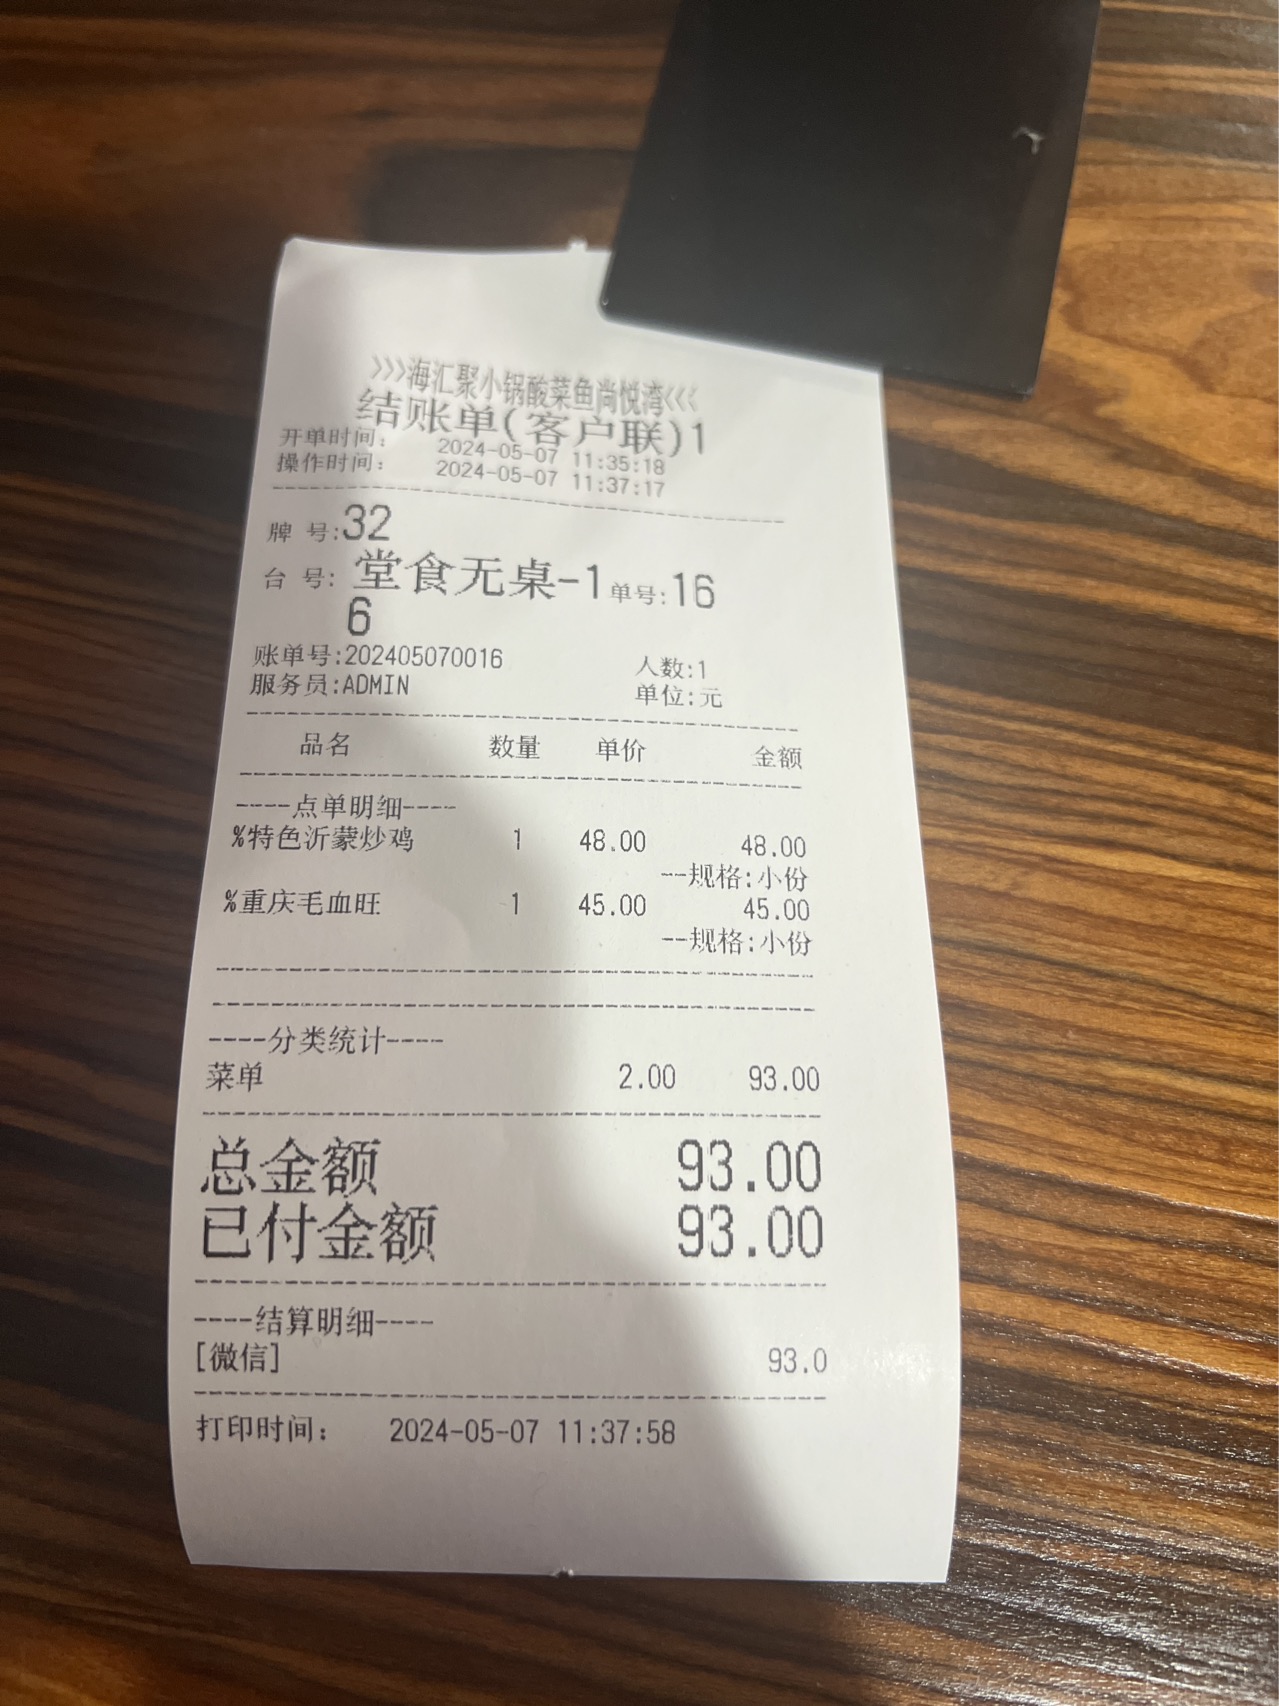 >>>海汇聚小锅酸菜鱼尚悦湾<<<
结账单(客户联)1
开单时间: 2024-05-07 11:35:18
操作时间: 2024-05-07 11:37:17
牌 号:32
台 号: 堂食无桌-1 单号:16
6
账单号:202405070016 人数:1
服务员:ADMIN 单位:元
品名 数量 单价 金额
----点单明细----
%特色沂蒙炒鸡 1 48.00 48.00
--规格:小份
%重庆毛血旺 1 45.00 45.00
--规格:小份
----分类统计----
菜单 2.00 93.00
总金额 93.00
已付金额 93.00
----结算明细----
[微信] 93.0
打印时间: 2024-05-07 11:37:58